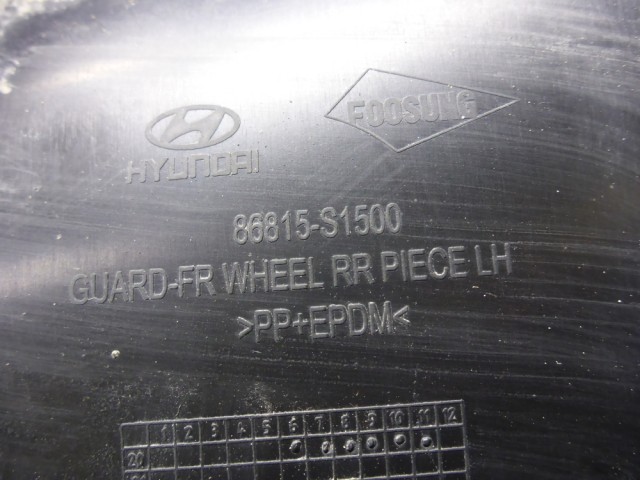 HYUNDAI
FOOSUNG
86815-S1500
GUARD-FR WHEEL RR PIECE LH
>PP+EPDM<
1 2 3 4 5 6 7 8 9 10 11 12
20